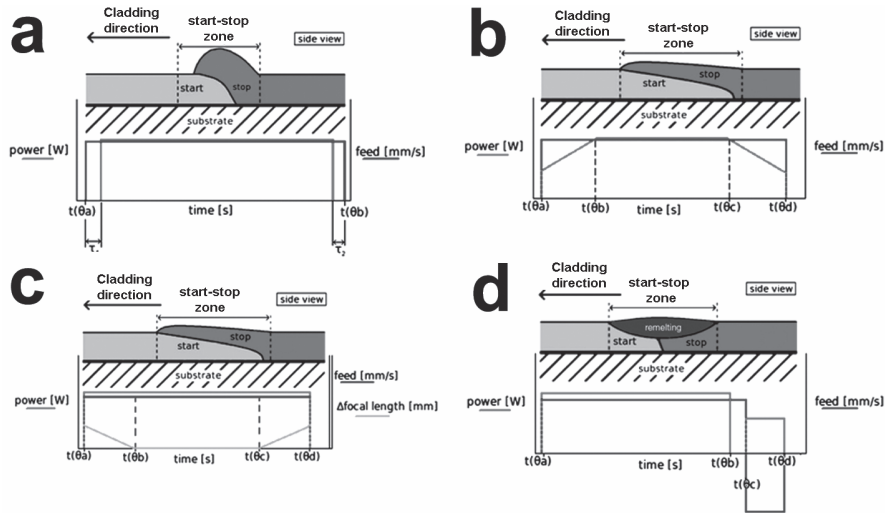 a
Cladding
direction
start-stop
zone
side view
start
stop
substrate
power [W]
feed [mm/s]
t(θa)
time [s]
t(θb)
τ₁
τ₂
b
Cladding
direction
start-stop
zone
side view
stop
start
substrate
power [W]
feed [mm/s]
t(θa)
t(θb)
time [s]
t(θc)
t(θd)
c
Cladding
direction
start-stop
zone
side view
stop
start
substrate
feed [mm/s]
power [W]
Δfocal length [mm]
t(θa)
t(θb)
time [s]
t(θc)
t(θd)
d
Cladding
direction
start-stop
zone
side view
remelting
start
stop
substrate
power [W]
feed [mm/s]
t(θa)
time [s]
t(θb)
t(θd)
t(θc)